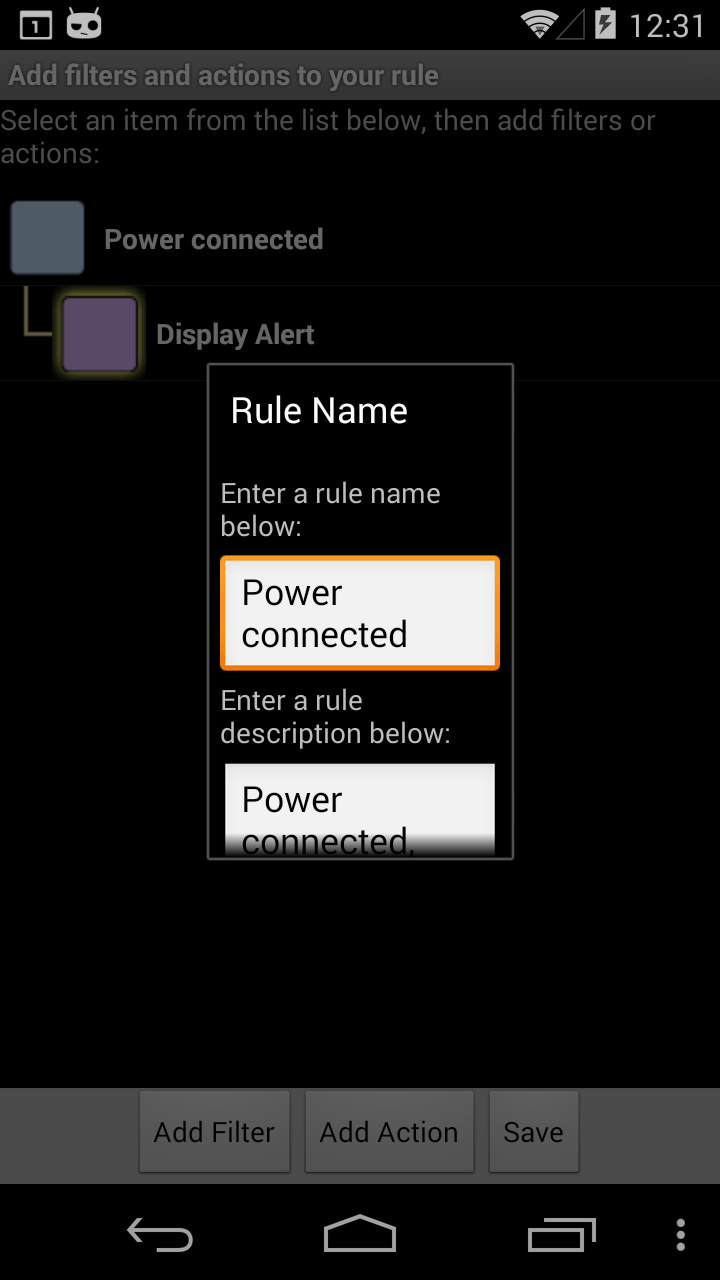 1
12:31
Add filters and actions to your rule
Select an item from the list below, then add filters or
actions:
Power connected
Display Alert
Rule Name
Enter a rule name
below:
Power
connected
Enter a rule
description below:
Power
connected,
Add Filter
Add Action
Save